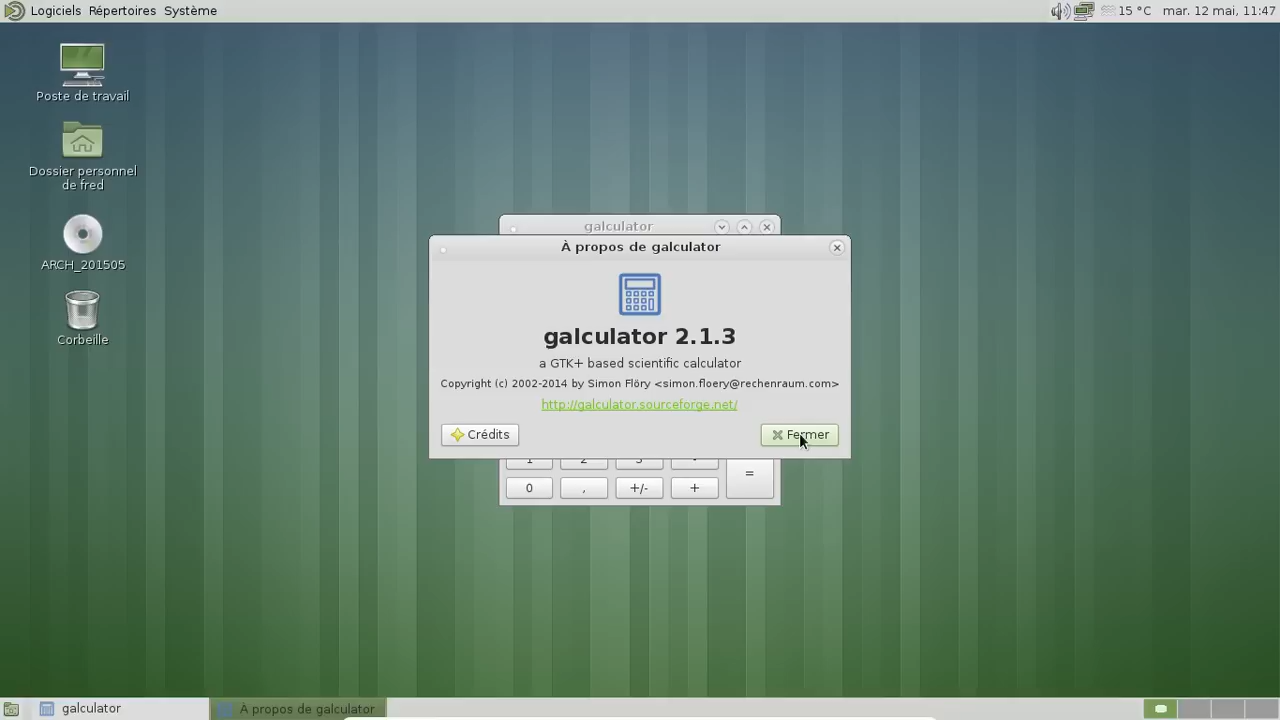 Logiciels Répertoires Système
15 °C mar. 12 mai, 11:47
Poste de travail
Dossier personnel
de fred
ARCH_201505
Corbeille
galculator
À propos de galculator
galculator 2.1.3
a GTK+ based scientific calculator
Copyright (c) 2002-2014 by Simon Flöry <simon.floery@rechenraum.com>
http://galculator.sourceforge.net/
Crédits
Fermer
=
0 , +/- +
galculator
À propos de galculator